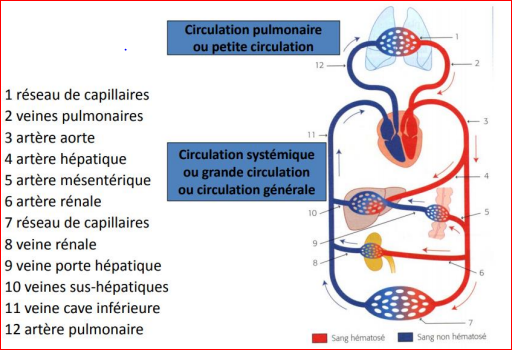 Circulation pulmonaire
ou petite circulation
1
2
12
1 réseau de capillaires
2 veines pulmonaires
3 artère aorte
4 artère hépatique
5 artère mésentérique
6 artère rénale
7 réseau de capillaires
8 veine rénale
9 veine porte hépatique
10 veines sus-hépatiques
11 veine cave inférieure
12 artère pulmonaire
3
11
Circulation systémique
ou grande circulation
ou circulation générale
4
10
5
9
8
6
7
Sang hématosé
Sang non hématosé